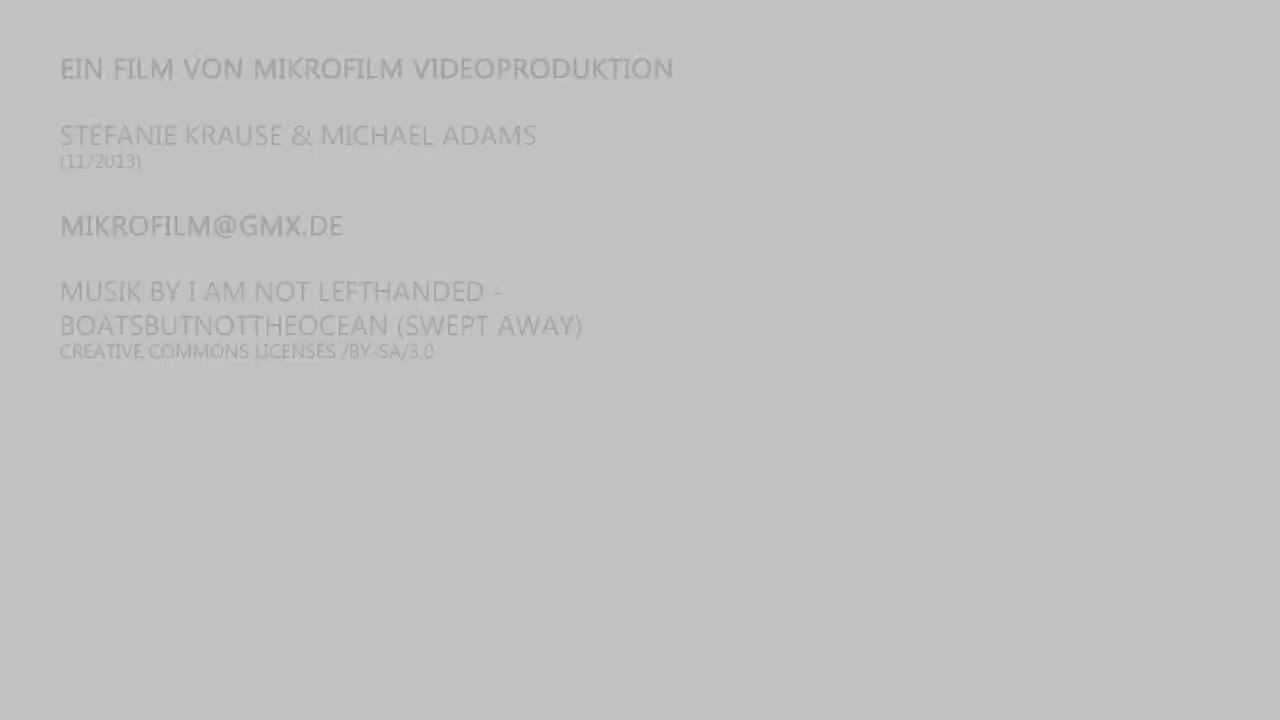 EIN FILM VON MIKROFILM VIDEOPRODUKTION
STEFANIE KRAUSE & MICHAEL ADAMS
(11/2013)
MIKROFILM@GMX.DE
MUSIK BY I AM NOT LEFTHANDED -
BOATSBUTNOTTHEOCEAN (SWEPT AWAY)
CREATIVE COMMONS LICENSES /BY-SA/3.0